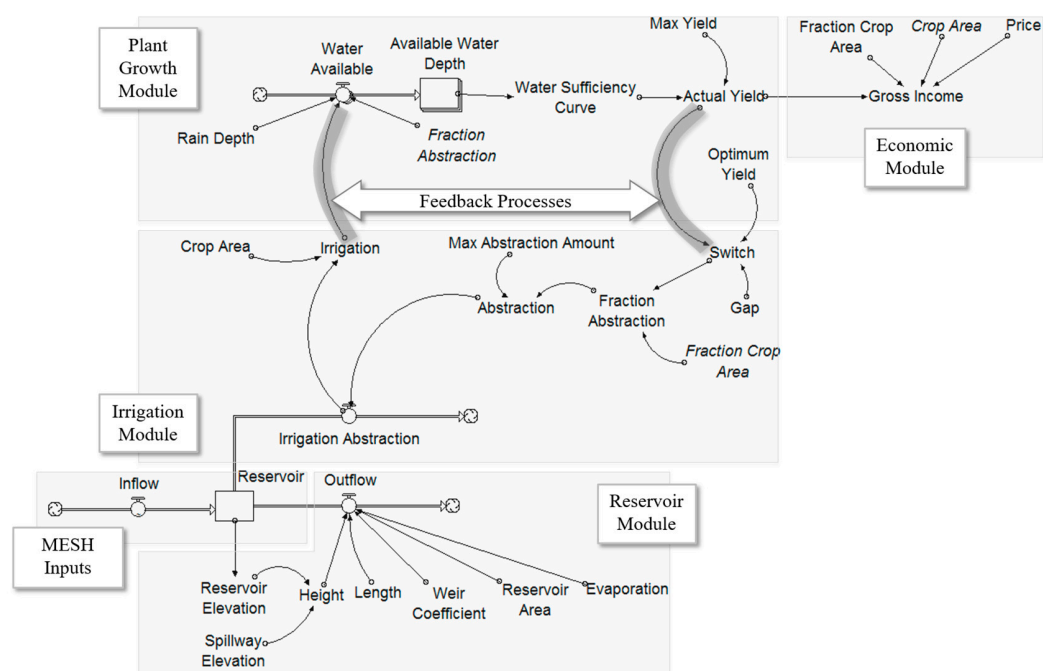 Plant
Growth
Module
Water
Available
Available Water
Depth
Max Yield
Fraction Crop
Area
Crop Area
Price
Water Sufficiency
Curve
Actual Yield
Gross Income
Rain Depth
Fraction
Abstraction
Economic
Module
Optimum
Yield
Feedback Processes
Crop Area
Irrigation
Max Abstraction Amount
Switch
Abstraction
Fraction
Abstraction
Gap
Fraction Crop
Area
Irrigation
Module
Irrigation Abstraction
Inflow
Reservoir
Outflow
Reservoir
Module
MESH
Inputs
Reservoir
Elevation
Height
Length
Weir
Coefficient
Reservoir
Area
Evaporation
Spillway
Elevation